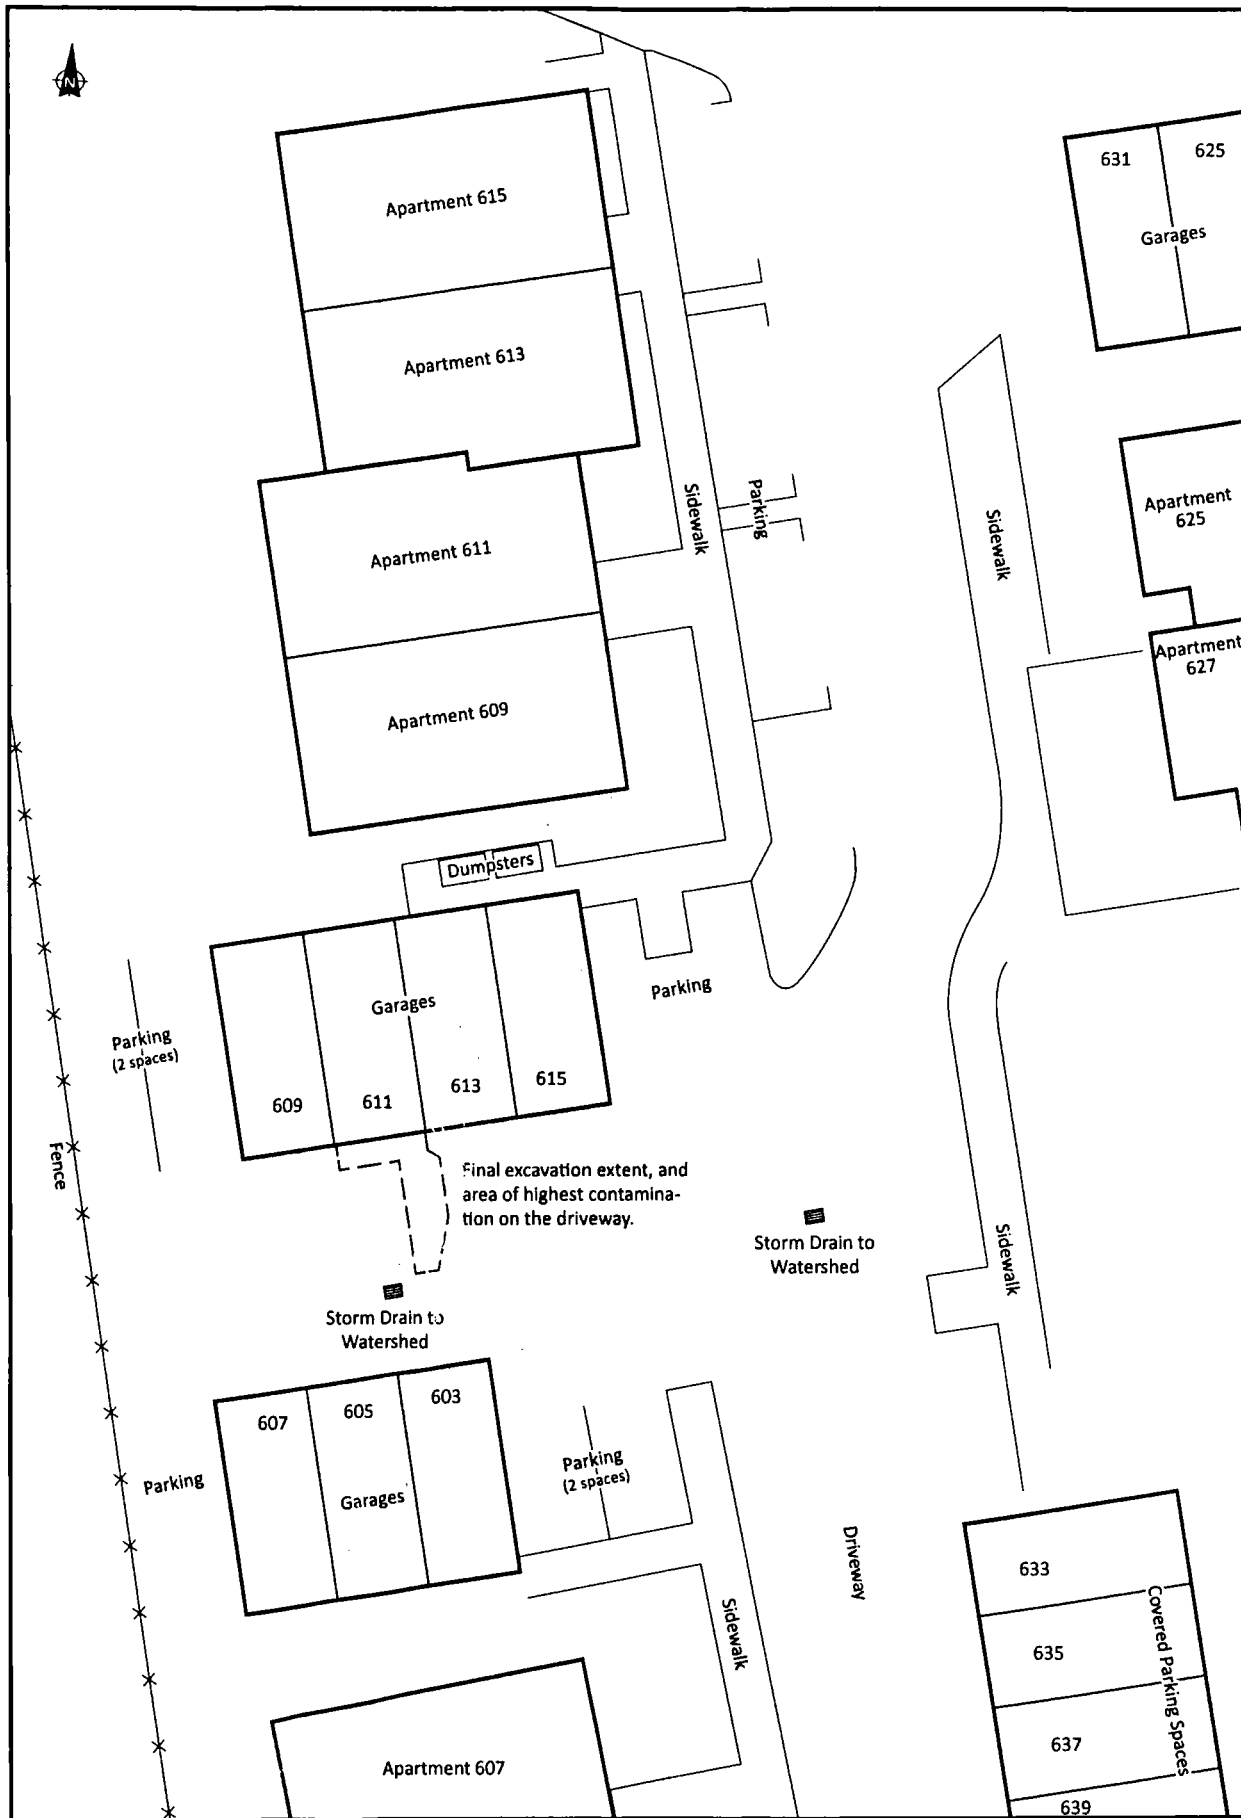 N
Apartment 615
631
625
Garages
Apartment 613
Sidewalk
Parking
Sidewalk
Apartment
625
Apartment 611
Apartment
627
Apartment 609
Dumpsters
Parking
(2 spaces)
Garages
Parking
609
611
613
615
Fence
Final excavation extent, and
area of highest contamina-
tion on the driveway.
Storm Drain to
Watershed
Sidewalk
Storm Drain to
Watershed
607
605
603
Parking
Garages
Parking
(2 spaces)
Driveway
633
Covered Parking Spaces
635
Sidewalk
637
Apartment 607
639